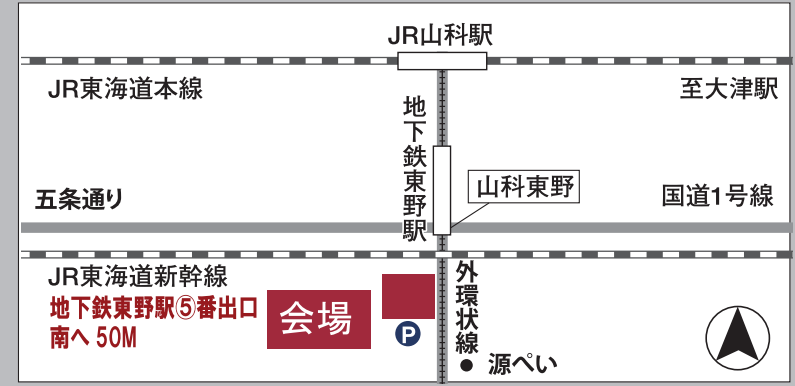 JR山科駅
JR東海道本線
至大津駅
地下鉄東野駅
山科東野
五条通り
国道1号線
JR東海道新幹線
地下鉄東野駅⑤番出口
南へ 50M
会場
P
外環状線
源ぺい